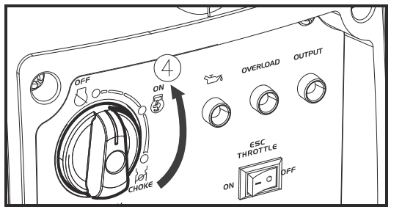 4
OFF
ON
OVERLOAD
OUTPUT
CHOKE
ESC
THROTTLE
ON
OFF